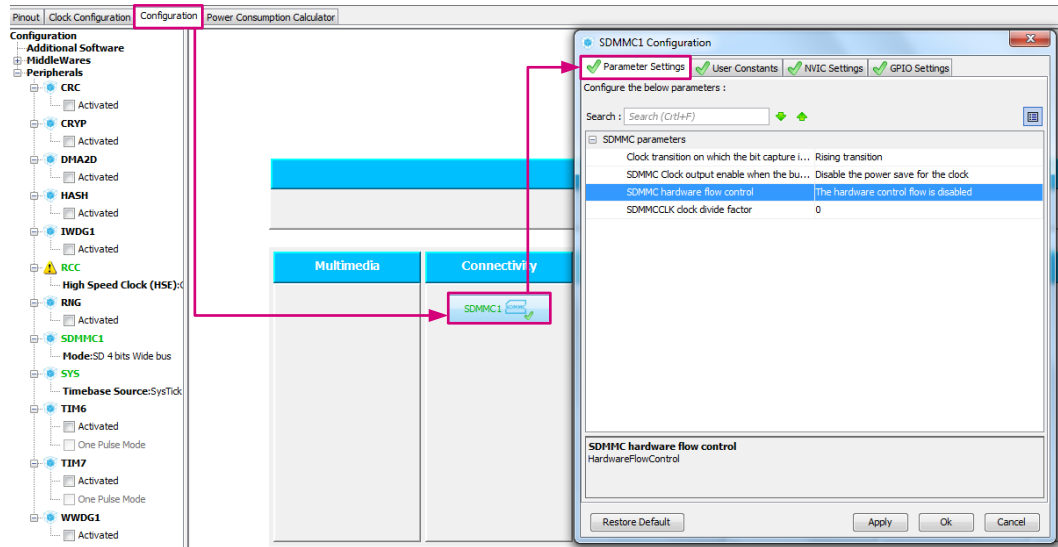 Pinout Clock Configuration Configuration Power Consumption Calculator
Configuration
Additional Software
MiddleWares
Peripherals
CRC
Activated
CRYP
Activated
DMA2D
Activated
HASH
Activated
IWDG1
Activated
RCC
High Speed Clock (HSE):
RNG
Activated
SDMMC1
Mode:SD 4 bits Wide bus
SYS
Timebase Source:SysTick
TIM6
Activated
One Pulse Mode
TIM7
Activated
One Pulse Mode
WWDG1
Activated
Multimedia Connectivity
SDMMC1
SDMMC1 Configuration
Parameter Settings User Constants NVIC Settings GPIO Settings
Configure the below parameters :
Search : Search (Crtl+F)
SDMMC parameters
Clock transition on which the bit capture i... Rising transition
SDMMC Clock output enable when the bu... Disable the power save for the clock
SDMMC hardware flow control The hardware control flow is disabled
SDMMCCLK clock divide factor 0
SDMMC hardware flow control
HardwareFlowControl
Restore Default Apply Ok Cancel